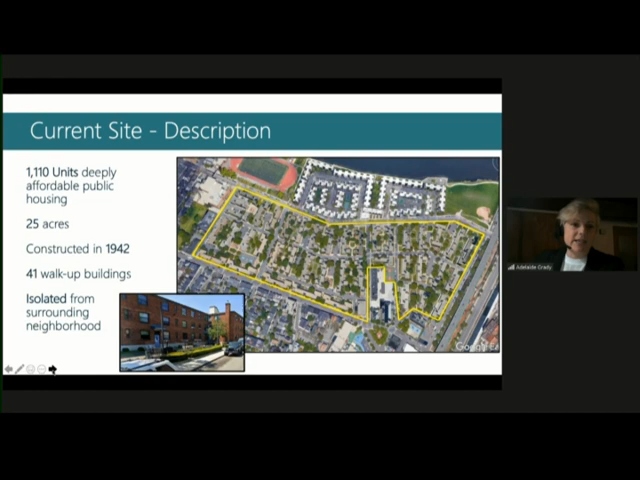 Current Site - Description
1,110 Units deeply
affordable public
housing
25 acres
Constructed in 1942
41 walk-up buildings
Isolated from
surrounding
neighborhood
Adelaide Grady